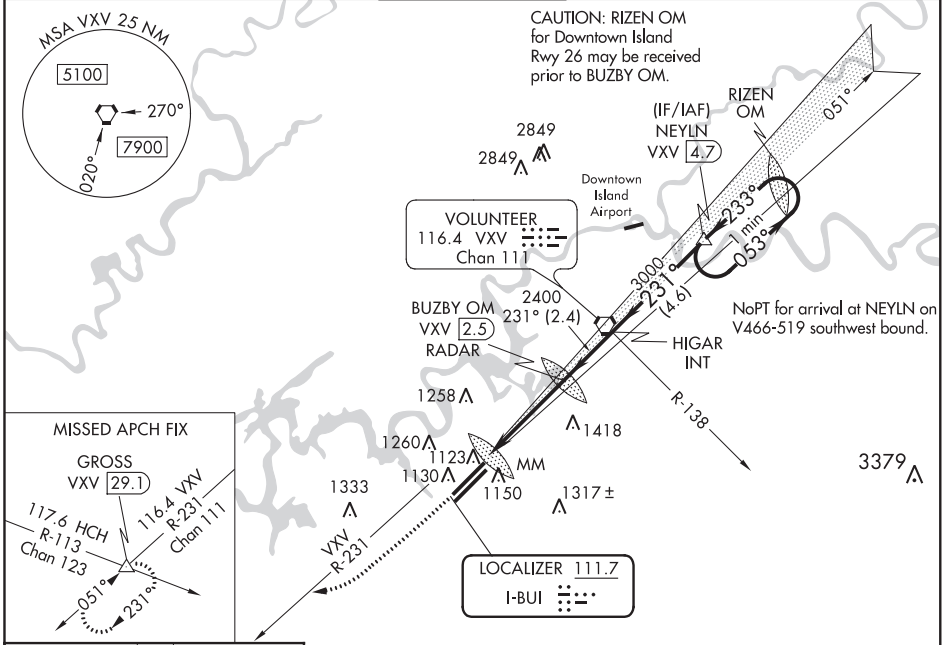 MSA VXV 25 NM
5100
270°
7900
020°
CAUTION: RIZEN OM
for Downtown Island
Rwy 26 may be received
prior to BUZBY OM.
RIZEN
OM
051°
(IF/IAF)
NEYLN
VXV 4.7
2849
2849
Downtown
Island
Airport
233°
1 min
053°
VOLUNTEER
116.4 VXV
Chan 111
3000
231°
(4.6)
2400
231° (2.4)
BUZBY OM
VXV 2.5
RADAR
NoPT for arrival at NEYLN on
V466-519 southwest bound.
HIGAR
INT
R-138
1258
1418
1260
1123
MM
1130
1150
3379
1333
1317 ±
VXV
R-231
LOCALIZER 111.7
I-BUI
MISSED APCH FIX
GROSS
VXV 29.1
117.6 HCH
R-113
Chan 123
116.4 VXV
R-231
Chan 111
051°
231°